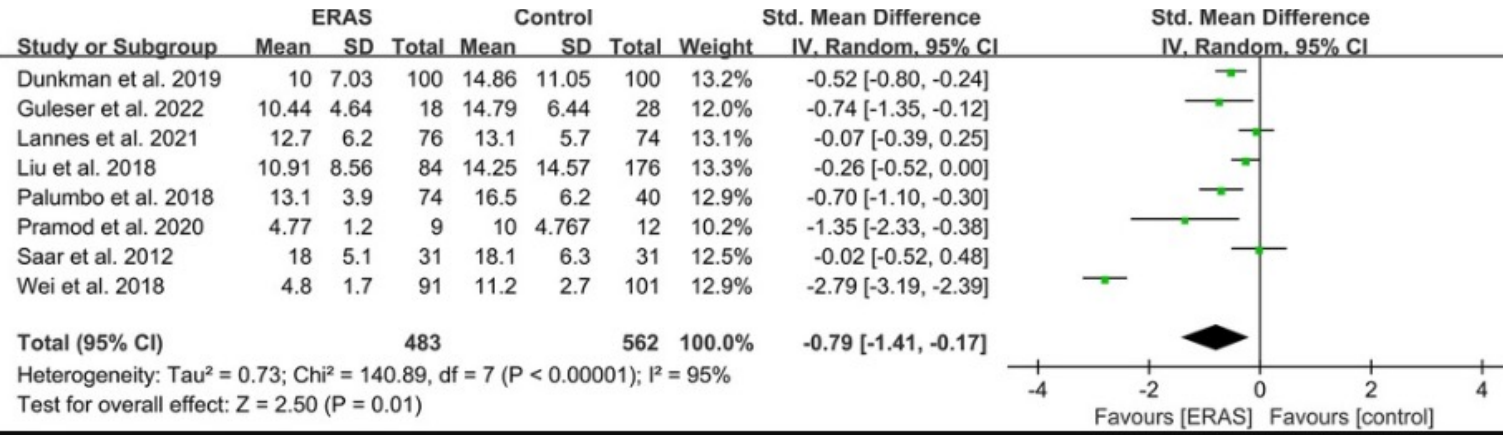 ERAS Control Std. Mean Difference Std. Mean Difference
Study or Subgroup Mean SD Total Mean SD Total Weight IV, Random, 95% CI IV, Random, 95% CI
Dunkman et al. 2019 10 7.03 100 14.86 11.05 100 13.2% -0.52 [-0.80, -0.24]
Guleser et al. 2022 10.44 4.64 18 14.79 6.44 28 12.0% -0.74 [-1.35, -0.12]
Lannes et al. 2021 12.7 6.2 76 13.1 5.7 74 13.1% -0.07 [-0.39, 0.25]
Liu et al. 2018 10.91 8.56 84 14.25 14.57 176 13.3% -0.26 [-0.52, 0.00]
Palumbo et al. 2018 13.1 3.9 74 16.5 6.2 40 12.9% -0.70 [-1.10, -0.30]
Pramod et al. 2020 4.77 1.2 9 10 4.767 12 10.2% -1.35 [-2.33, -0.38]
Saar et al. 2012 18 5.1 31 18.1 6.3 31 12.5% -0.02 [-0.52, 0.48]
Wei et al. 2018 4.8 1.7 91 11.2 2.7 101 12.9% -2.79 [-3.19, -2.39]
Total (95% CI) 483 562 100.0% -0.79 [-1.41, -0.17]
Heterogeneity: Tau² = 0.73; Chi² = 140.89, df = 7 (P < 0.00001); I² = 95%
Test for overall effect: Z = 2.50 (P = 0.01)
-4 -2 0 2 4
Favours [ERAS] Favours [control]